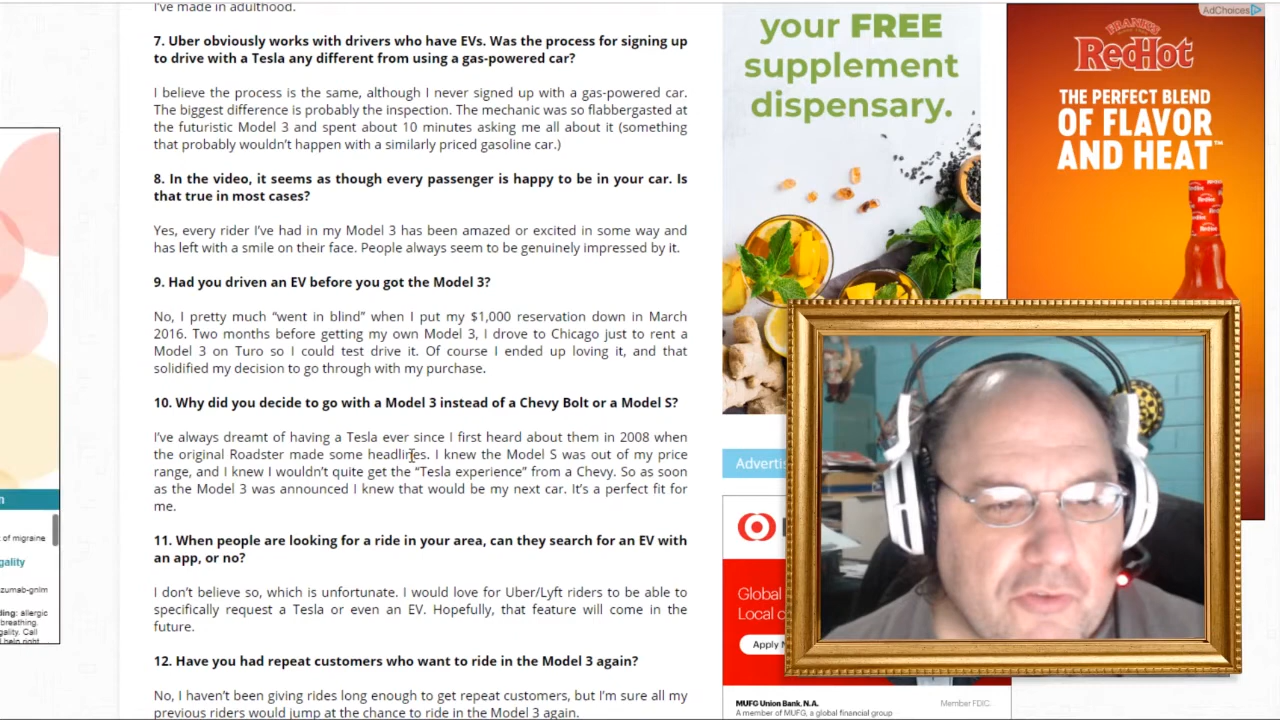 I've made in adulthood.
7. Uber obviously works with drivers who have EVs. Was the process for signing up
to drive with a Tesla any different from using a gas-powered car?
I believe the process is the same, although I never signed up with a gas-powered car.
The biggest difference is probably the inspection. The mechanic was so flabbergasted at
the futuristic Model 3 and spent about 10 minutes asking me all about it (something
that probably wouldn't happen with a similarly priced gasoline car.)
8. In the video, it seems as though every passenger is happy to be in your car. Is
that true in most cases?
Yes, every rider I've had in my Model 3 has been amazed or excited in some way and
has left with a smile on their face. People always seem to be genuinely impressed by it.
9. Had you driven an EV before you got the Model 3?
No, I pretty much “went in blind” when I put my $1,000 reservation down in March
2016. Two months before getting my own Model 3, I drove to Chicago just to rent a
Model 3 on Turo so I could test drive it. Of course I ended up loving it, and that
solidified my decision to go through with my purchase.
10. Why did you decide to go with a Model 3 instead of a Chevy Bolt or a Model S?
I've always dreamt of having a Tesla ever since I first heard about them in 2008 when
the original Roadster made some headlines. I knew the Model S was out of my price
range, and I knew I wouldn't quite get the “Tesla experience” from a Chevy. So as soon
as the Model 3 was announced I knew that would be my next car. It's a perfect fit for
me.
11. When people are looking for a ride in your area, can they search for an EV with
an app, or no?
I don't believe so, which is unfortunate. I would love for Uber/Lyft riders to be able to
specifically request a Tesla or even an EV. Hopefully, that feature will come in the
future.
12. Have you had repeat customers who want to ride in the Model 3 again?
No, I haven't been giving rides long enough to get repeat customers, but I'm sure all my
previous riders would jump at the chance to ride in the Model 3 again.
your FREE
supplement
dispensary.
AdChoices
FRANK'S
RedHot
THE PERFECT BLEND
OF FLAVOR
AND HEAT™
RedHot
Adverti
Global
Local c
Apply
MUFG Union Bank, N.A.
A member of MUFG, a global financial group
Member FDIC.
n
t of migraine
gality
zumab-gnlm
ding: allergic
breathing.
gality. Call